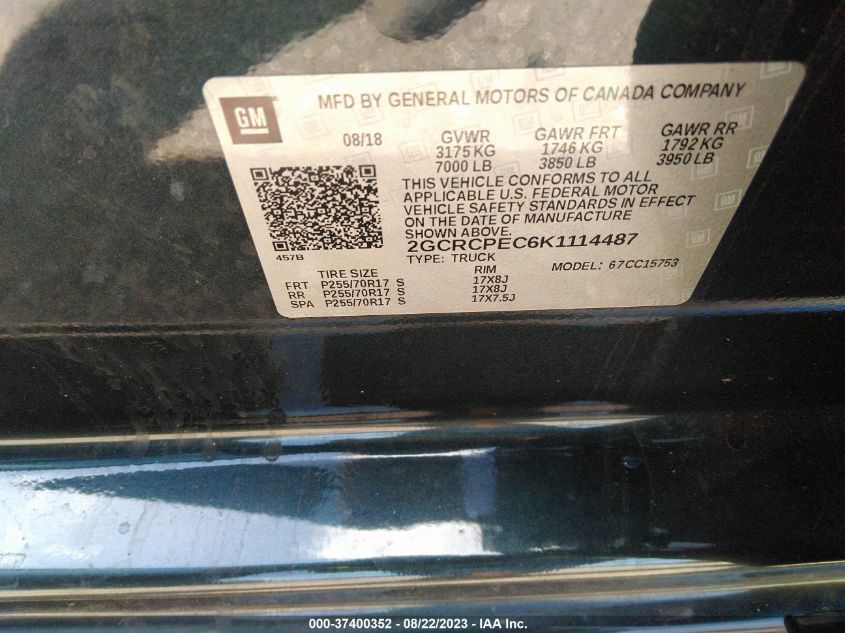 GM
MFD BY GENERAL MOTORS OF CANADA COMPANY
08/18 GVWR GAWR FRT GAWR RR
3175 KG 1746 KG 1792 KG
7000 LB 3850 LB 3950 LB
THIS VEHICLE CONFORMS TO ALL
APPLICABLE U.S. FEDERAL MOTOR
VEHICLE SAFETY STANDARDS IN EFFECT
ON THE DATE OF MANUFACTURE
SHOWN ABOVE.
457B
2GCRCPEC6K1114487
TYPE: TRUCK MODEL: 67CC15753
TIRE SIZE RIM
FRT P255/70R17 S 17X8J
RR P255/70R17 S 17X8J
SPA P255/70R17 S 17X7.5J
000-37400352 - 08/22/2023 - IAA Inc.